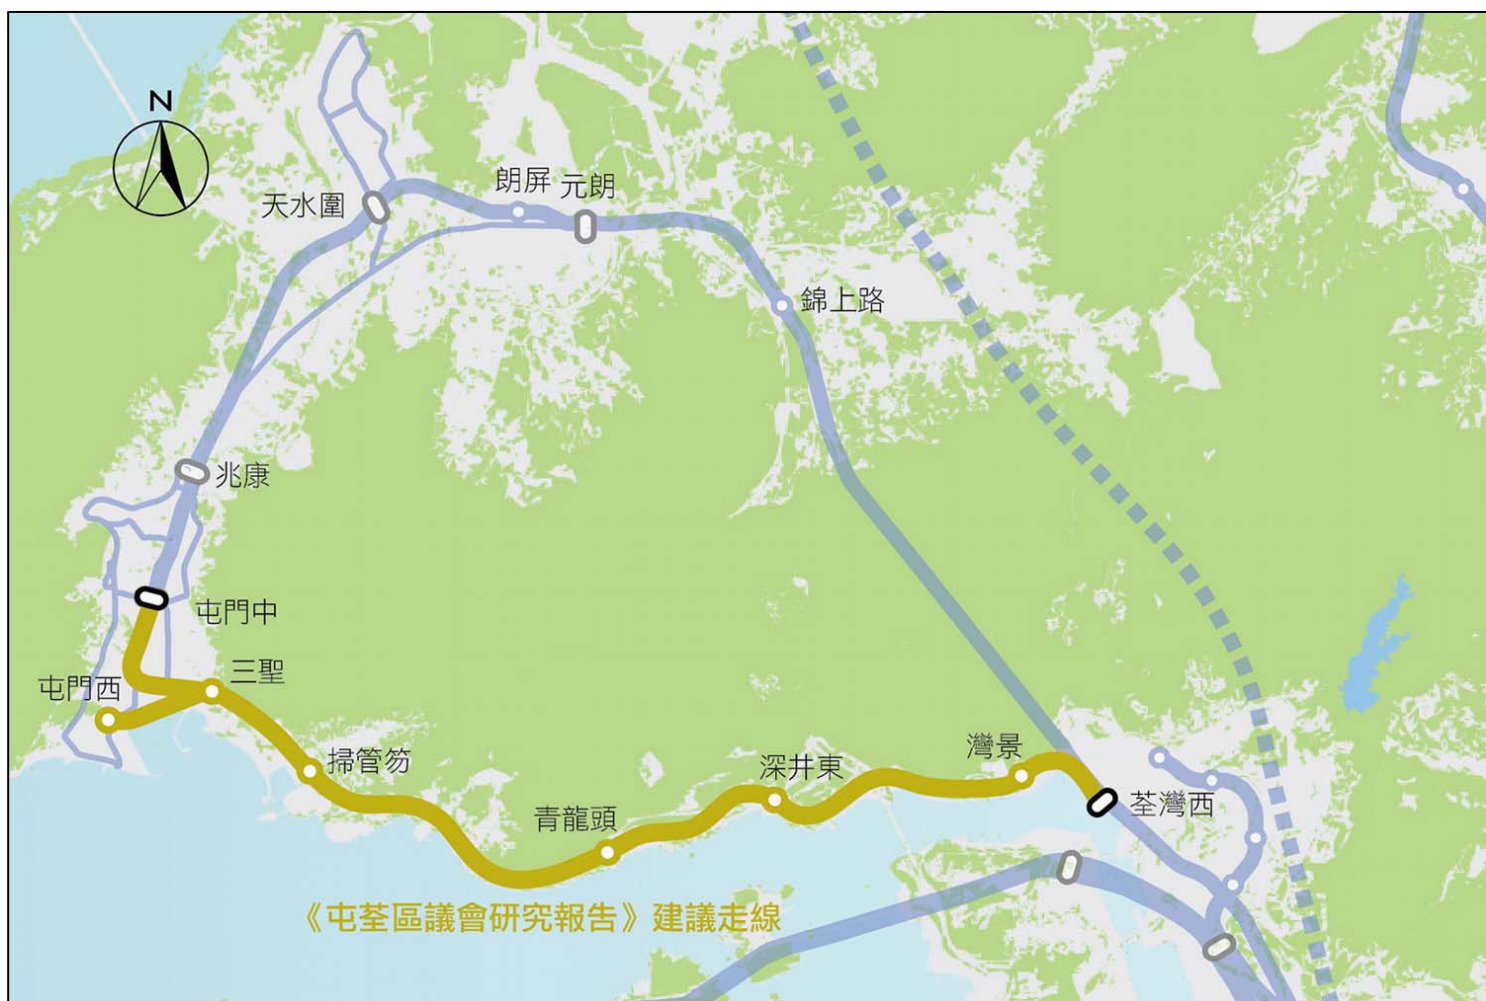 N
朗屏
元朗
天水圍
錦上路
兆康
屯門中
三聖
屯門西
灣景
掃管笏
深井東
荃灣西
青龍頭
《屯荃區議會研究報告》建議走線